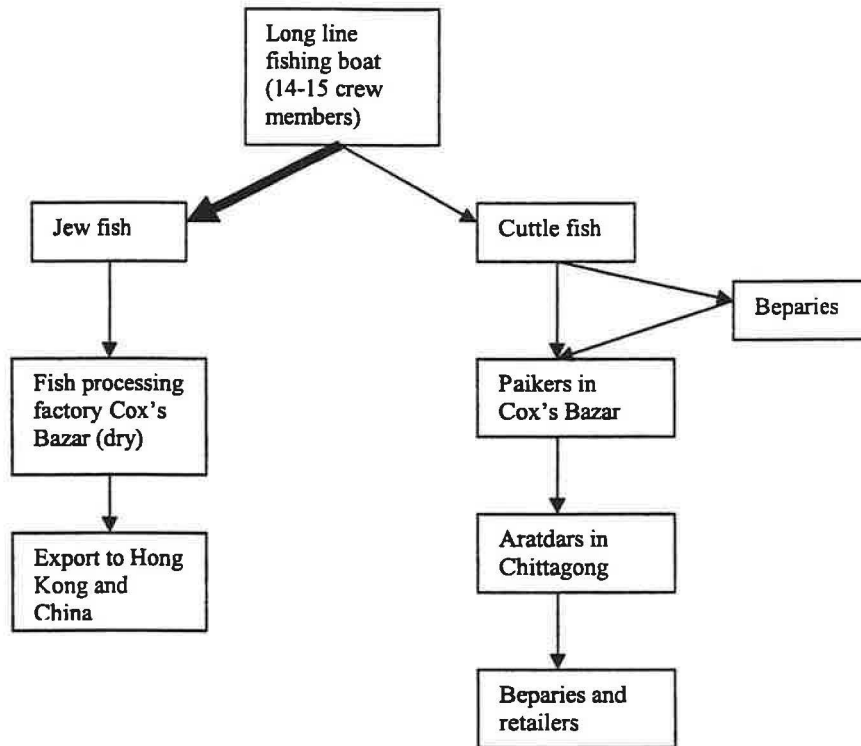 Long line
fishing boat
(14-15 crew
members)
Jew fish
Cuttle fish
Beparies
Fish processing
factory Cox's
Bazar (dry)
Paikers in
Cox's Bazar
Export to Hong
Kong and
China
Aratdars in
Chittagong
Beparies and
retailers